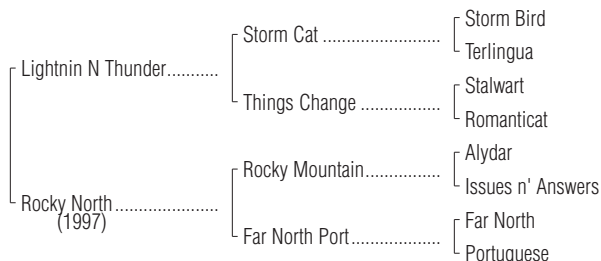 Storm Bird
Storm Cat ........................
Terlingua
Lightnin N Thunder...........
Stalwart
Things Change ................
Romanticat
Alydar
Rocky Mountain...............
Issues n' Answers
Rocky North .....................
(1997)
Far North
Far North Port..................
Portuguese